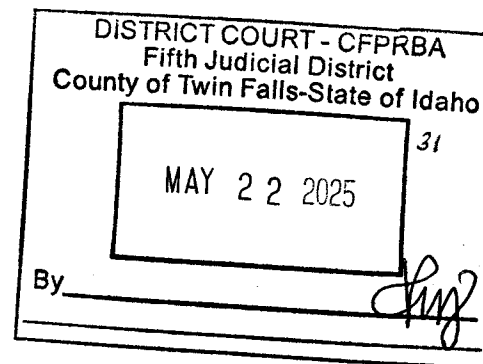 DISTRICT COURT - CFPRBA
Fifth Judicial District
County of Twin Falls-State of Idaho
31
MAY 22 2025
By